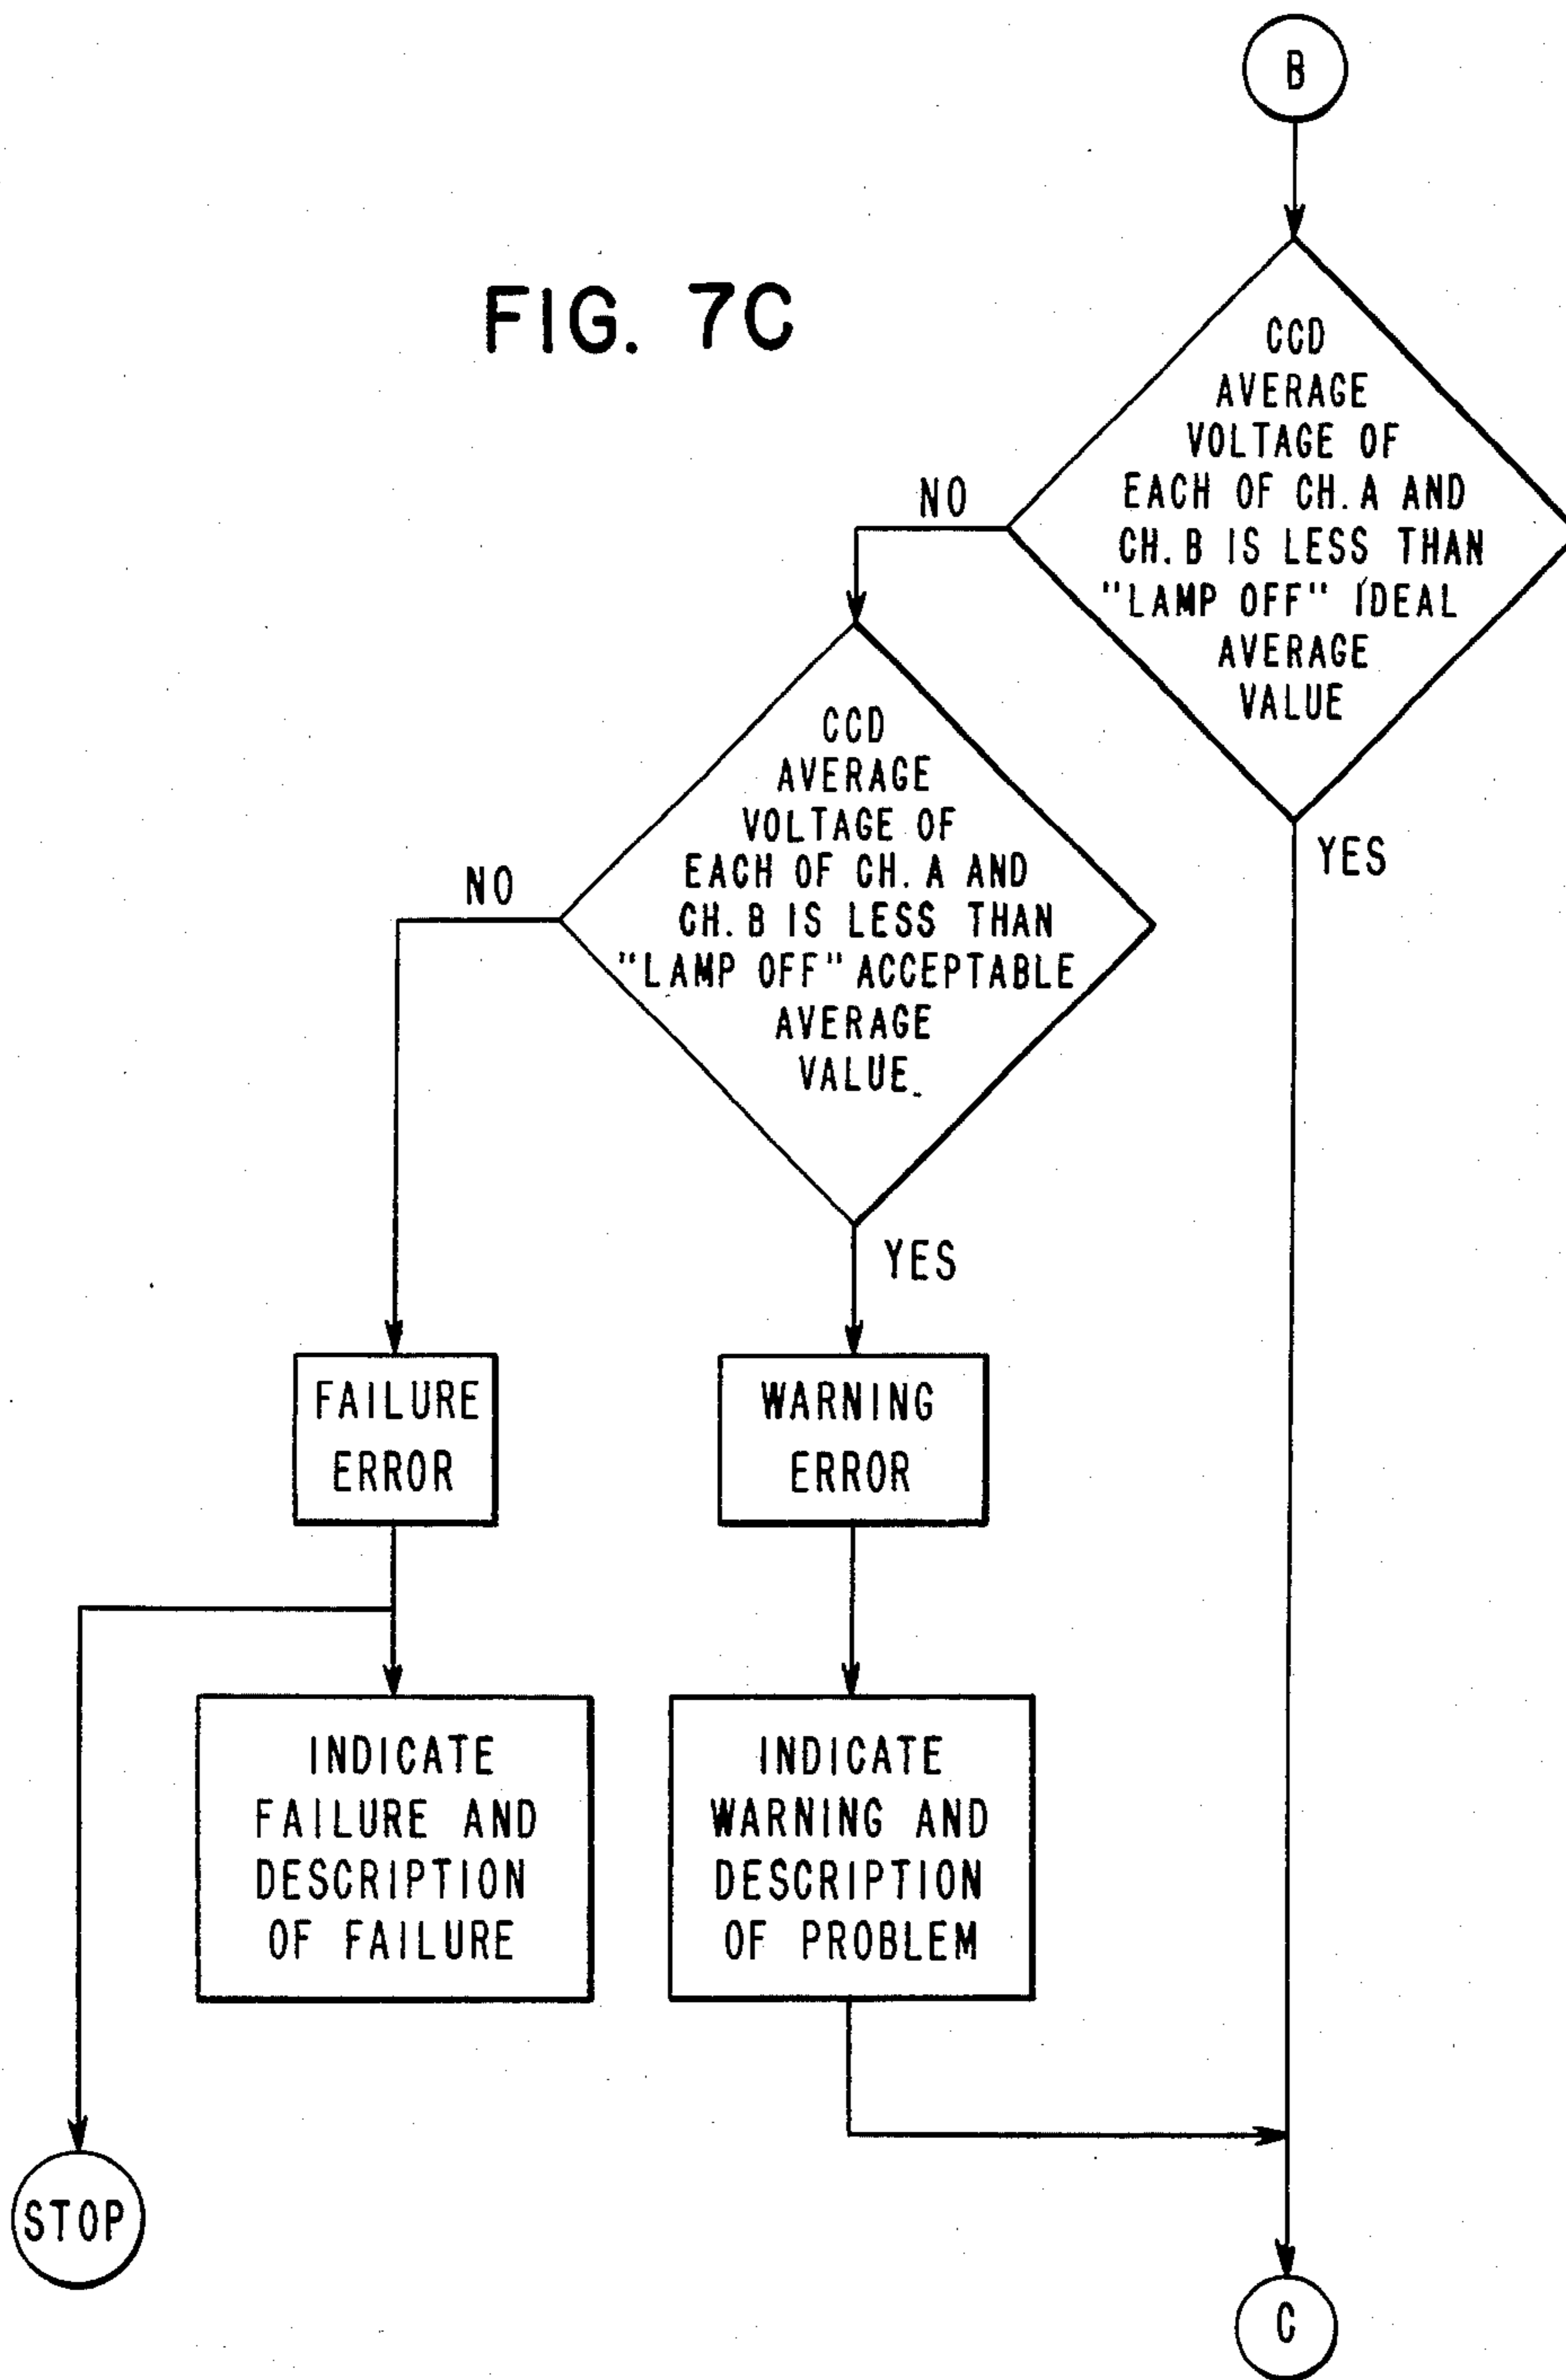 B
FIG. 7C
CCD
AVERAGE
VOLTAGE OF
EACH OF CH. A AND
CH. B IS LESS THAN
"LAMP OFF" IDEAL
AVERAGE
VALUE
NO
YES
CCD
AVERAGE
VOLTAGE OF
EACH OF CH. A AND
CH. B IS LESS THAN
"LAMP OFF" ACCEPTABLE
AVERAGE
VALUE.
NO
YES
FAILURE
ERROR
WARNING
ERROR
INDICATE
FAILURE AND
DESCRIPTION
OF FAILURE
INDICATE
WARNING AND
DESCRIPTION
OF PROBLEM
STOP
C